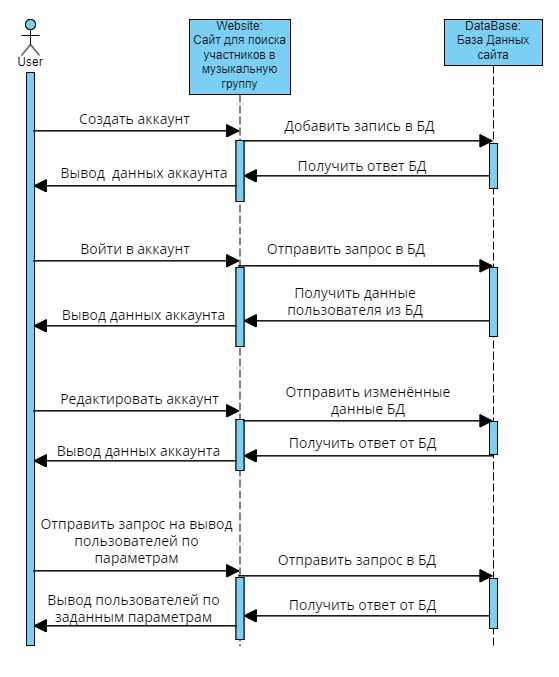 User
Website:
Сайт для поиска
участников в
музыкальную
группу
DataBase:
База Данных
сайта
Создать аккаунт
Добавить запись в БД
Получить ответ БД
Вывод данных аккаунта
Войти в аккаунт
Отправить запрос в БД
Получить данные
пользователя из БД
Вывод данных аккаунта
Редактировать аккаунт
Отправить изменённые
данные БД
Получить ответ от БД
Вывод данных аккаунта
Отправить запрос на вывод
пользователей по
параметрам
Отправить запрос в БД
Получить ответ от БД
Вывод пользователей по
заданным параметрам